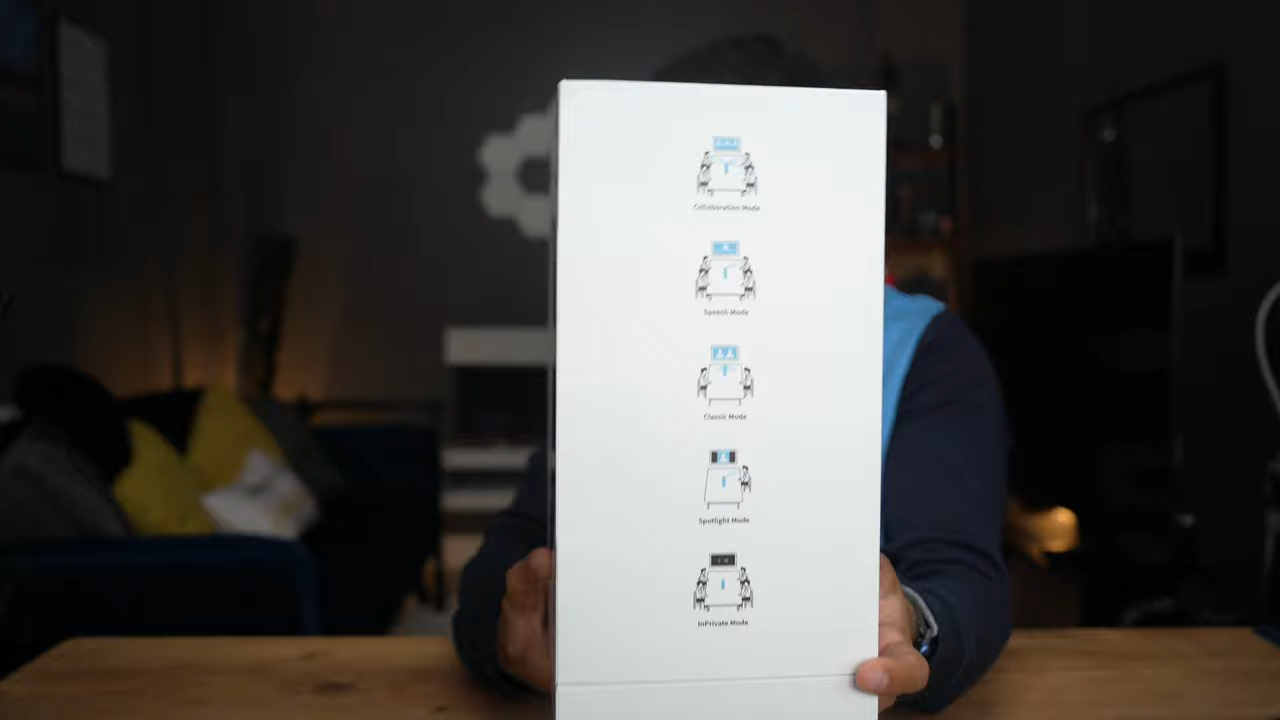 Collaboration Mode
Speech Mode
Classic Mode
Spotlight Mode
InPrivate Mode